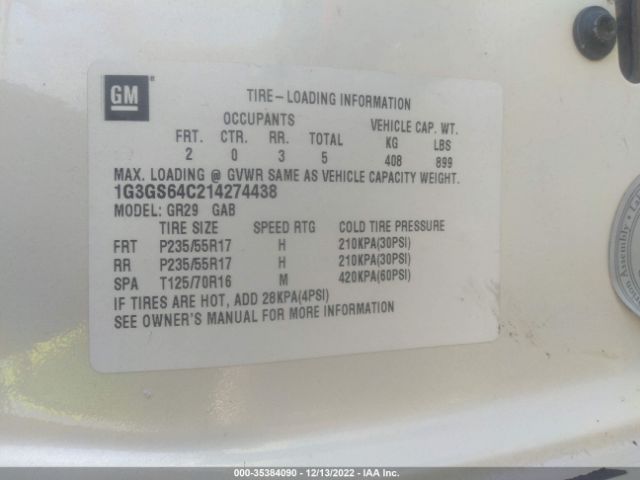 GM
TIRE-LOADING INFORMATION
OCCUPANTS VEHICLE CAP. WT.
FRT. CTR. RR. TOTAL KG LBS
2 0 3 5 408 899
MAX. LOADING @ GVWR SAME AS VEHICLE CAPACITY WEIGHT.
1G3GS64C214274438
MODEL: GR29 GAB
TIRE SIZE SPEED RTG COLD TIRE PRESSURE
FRT P235/55R17 H 210KPA(30PSI)
RR P235/55R17 H 210KPA(30PSI)
SPA T125/70R16 M 420KPA(60PSI)
IF TIRES ARE HOT, ADD 28KPA(4PSI)
SEE OWNER'S MANUAL FOR MORE INFORMATION
Assembly
000-35384090 - 12/13/2022 - IAA Inc.